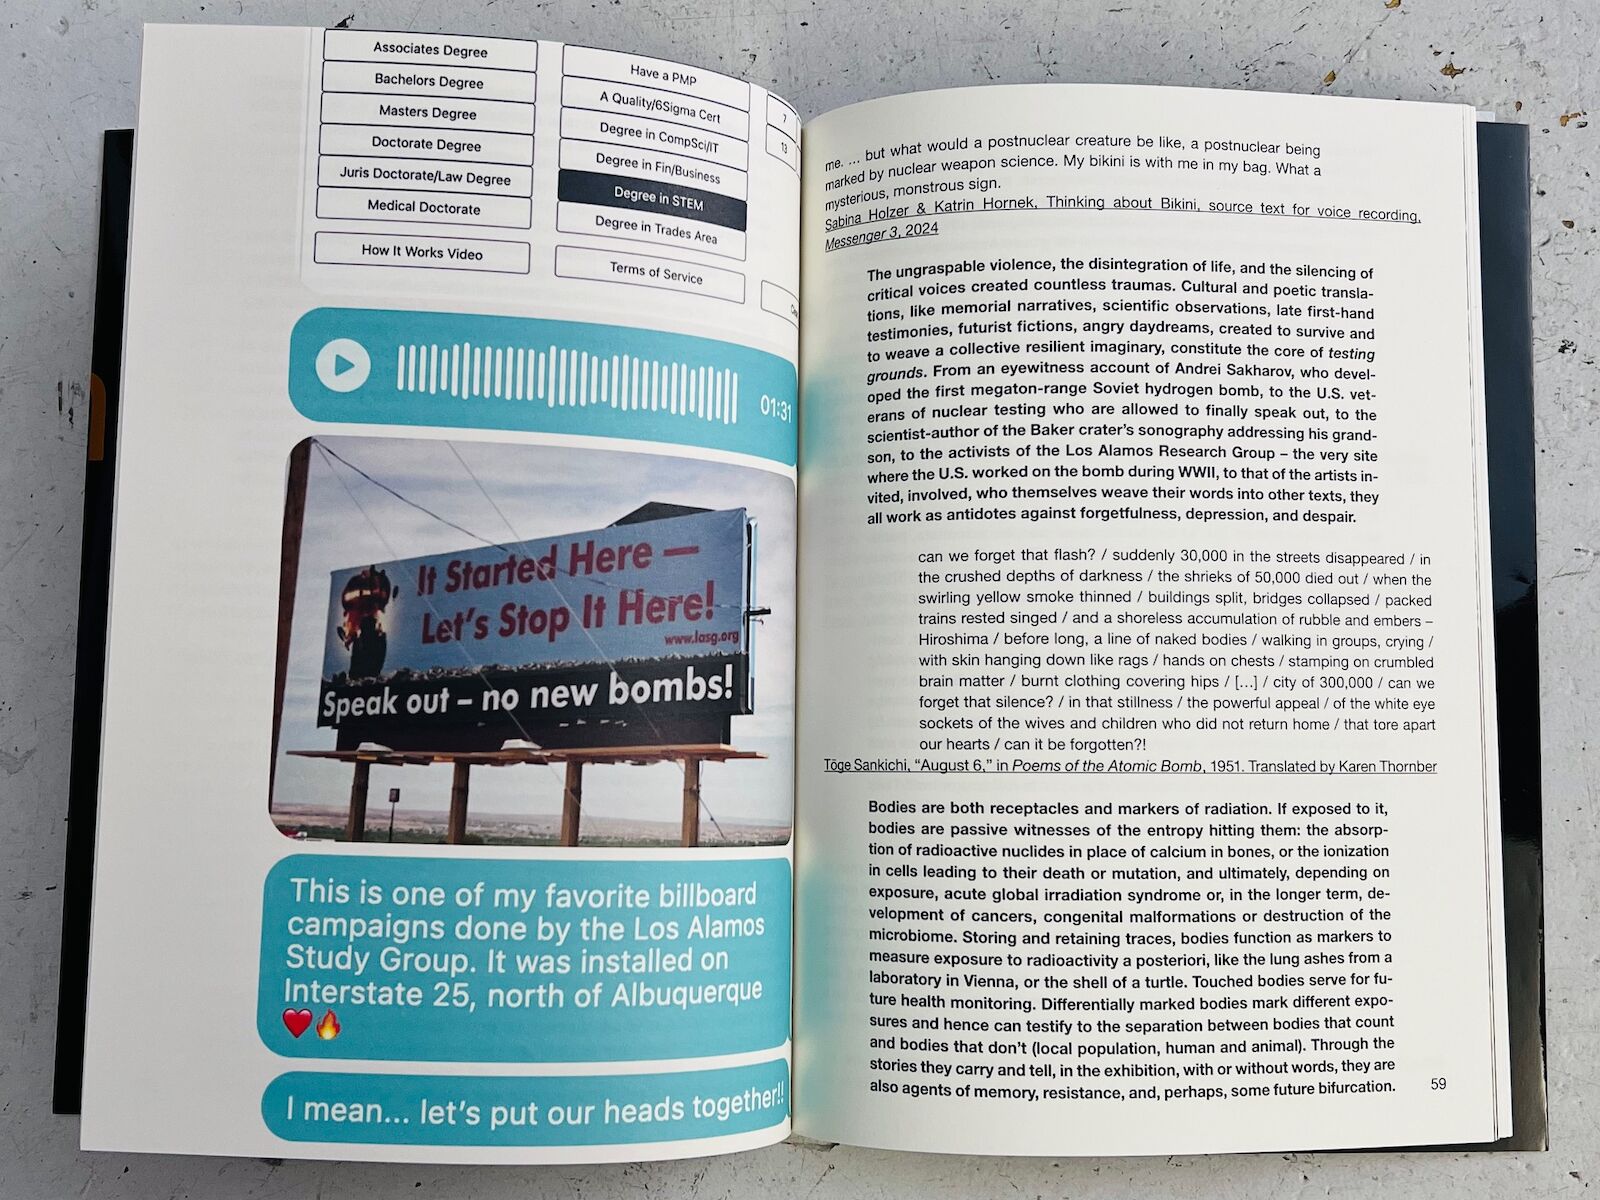 Associates Degree
Bachelors Degree
Masters Degree
Doctorate Degree
Juris Doctorate/Law Degree
Medical Doctorate
How It Works Video
Have a PMP
A Quality/6Sigma Cert
Degree in CompSci/IT
Degree in Fin/Business
Degree in STEM
Degree in Trades Area
Terms of Service
7
13
01:31
It Started Here —
Let's Stop It Here!
www.lasg.org
Speak out – no new bombs!
This is one of my favorite billboard
campaigns done by the Los Alamos
Study Group. It was installed on
Interstate 25, north of Albuquerque
❤️🔥
I mean... let's put our heads together!!
me. ... but what would a postnuclear creature be like, a postnuclear being
marked by nuclear weapon science. My bikini is with me in my bag. What a
mysterious, monstrous sign.
Sabina Holzer & Katrin Hornek, Thinking about Bikini, source text for voice recording,
Messenger 3, 2024
The ungraspable violence, the disintegration of life, and the silencing of
critical voices created countless traumas. Cultural and poetic transla-
tions, like memorial narratives, scientific observations, late first-hand
testimonies, futurist fictions, angry daydreams, created to survive and
to weave a collective resilient imaginary, constitute the core of testing
grounds. From an eyewitness account of Andrei Sakharov, who devel-
oped the first megaton-range Soviet hydrogen bomb, to the U.S. vet-
erans of nuclear testing who are allowed to finally speak out, to the
scientist-author of the Baker crater's sonography addressing his grand-
son, to the activists of the Los Alamos Research Group – the very site
where the U.S. worked on the bomb during WWII, to that of the artists in-
vited, involved, who themselves weave their words into other texts, they
all work as antidotes against forgetfulness, depression, and despair.
can we forget that flash? / suddenly 30,000 in the streets disappeared / in
the crushed depths of darkness / the shrieks of 50,000 died out / when the
swirling yellow smoke thinned / buildings split, bridges collapsed / packed
trains rested singed / and a shoreless accumulation of rubble and embers –
Hiroshima / before long, a line of naked bodies / walking in groups, crying /
with skin hanging down like rags / hands on chests / stamping on crumbled
brain matter / burnt clothing covering hips / [...] / city of 300,000 / can we
forget that silence? / in that stillness / the powerful appeal / of the white eye
sockets of the wives and children who did not return home / that tore apart
our hearts / can it be forgotten?!
Tōge Sankichi, "August 6," in Poems of the Atomic Bomb, 1951. Translated by Karen Thornber
Bodies are both receptacles and markers of radiation. If exposed to it,
bodies are passive witnesses of the entropy hitting them: the absorp-
tion of radioactive nuclides in place of calcium in bones, or the ionization
in cells leading to their death or mutation, and ultimately, depending on
exposure, acute global irradiation syndrome or, in the longer term, de-
velopment of cancers, congenital malformations or destruction of the
microbiome. Storing and retaining traces, bodies function as markers to
measure exposure to radioactivity a posteriori, like the lung ashes from a
laboratory in Vienna, or the shell of a turtle. Touched bodies serve for fu-
ture health monitoring. Differentially marked bodies mark different expo-
sures and hence can testify to the separation between bodies that count
and bodies that don't (local population, human and animal). Through the
stories they carry and tell, in the exhibition, with or without words, they are
also agents of memory, resistance, and, perhaps, some future bifurcation.
59